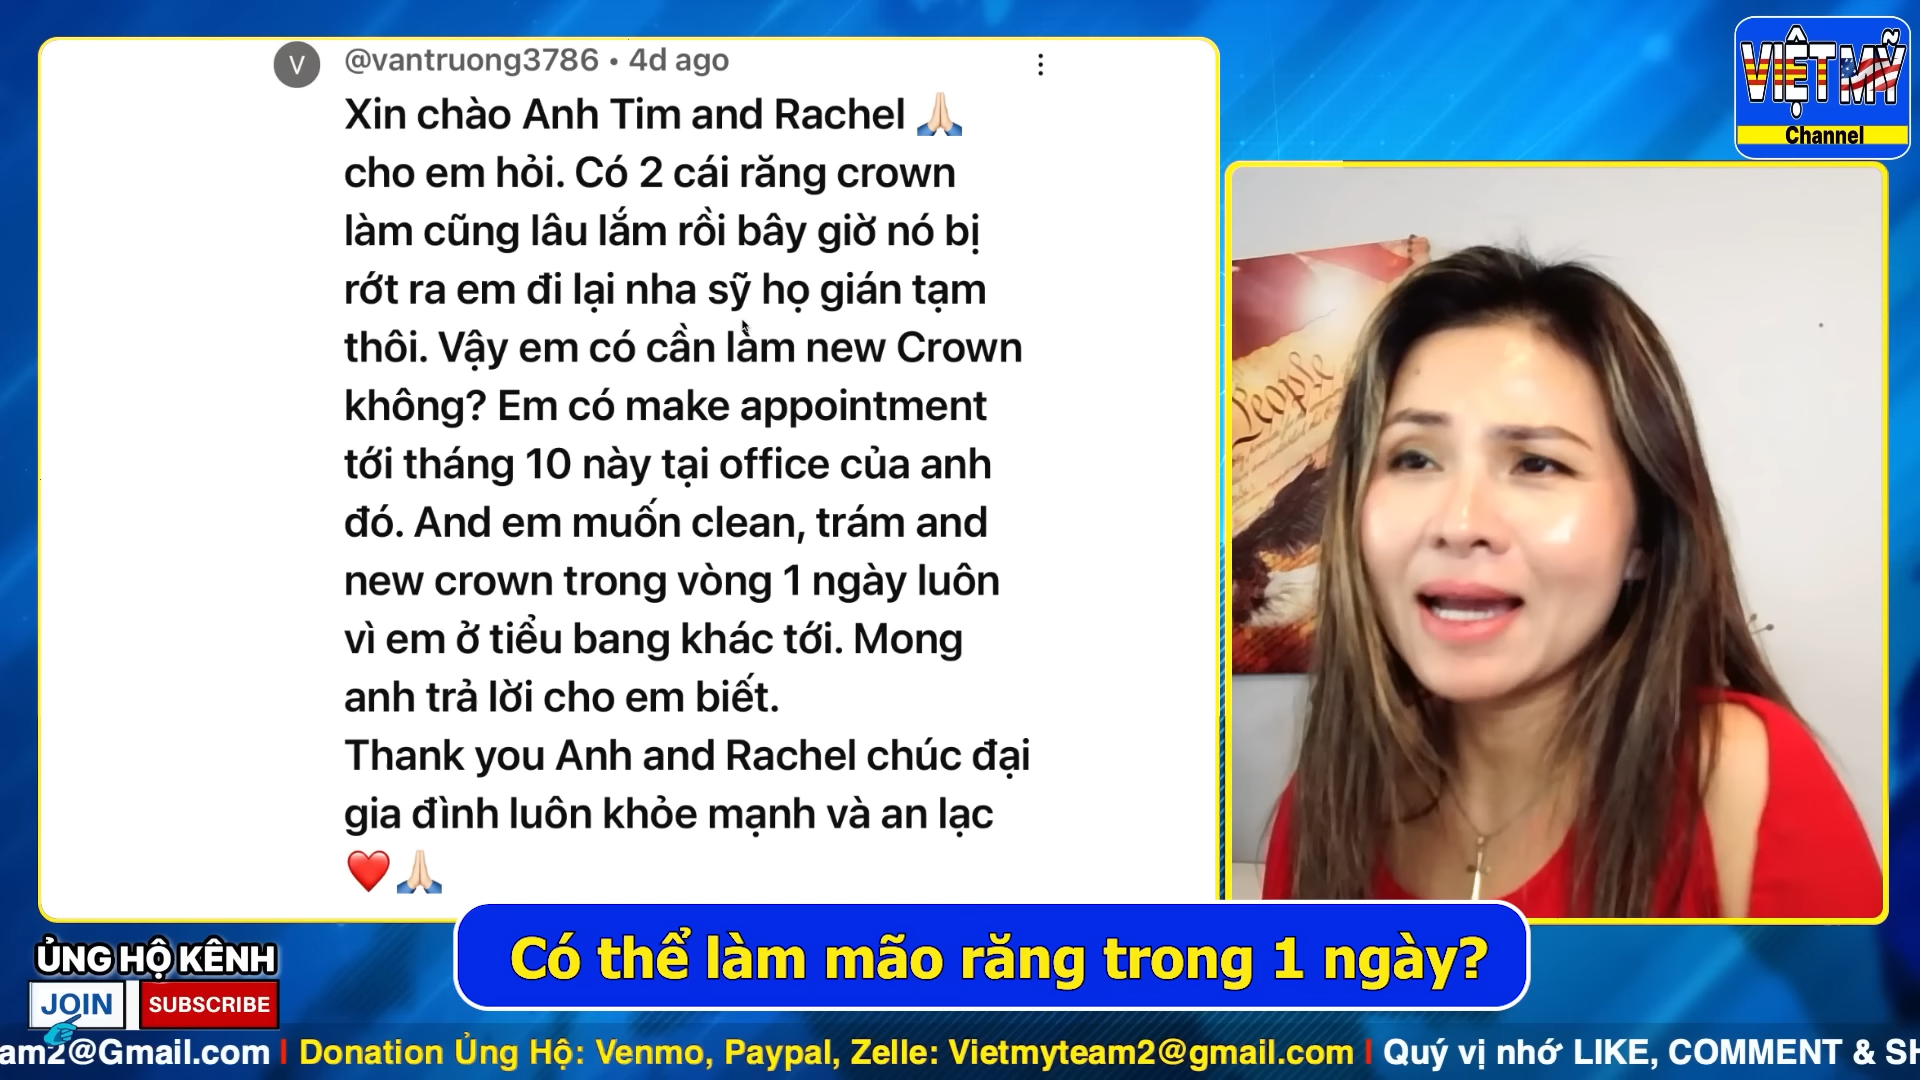 V
@vantruong3786 • 4d ago
Xin chào Anh Tim and Rachel 🙏🏻
cho em hỏi. Có 2 cái răng crown
làm cũng lâu lắm rồi bây giờ nó bị
rớt ra em đi lại nha sỹ họ gián tạm
thôi. Vậy em có cần làm new Crown
không? Em có make appointment
tới tháng 10 này tại office của anh
đó. And em muốn clean, trám and
new crown trong vòng 1 ngày luôn
vì em ở tiểu bang khác tới. Mong
anh trả lời cho em biết.
Thank you Anh and Rachel chúc đại
gia đình luôn khỏe mạnh và an lạc
❤️🙏🏻
VIỆT MỸ
Channel
People
Có thể làm mão răng trong 1 ngày?
ỦNG HỘ KÊNH
JOIN
SUBSCRIBE
am2@Gmail.com | Donation Ủng Hộ: Venmo, Paypal, Zelle: Vietmyteam2@gmail.com | Quý vị nhớ LIKE, COMMENT & SH